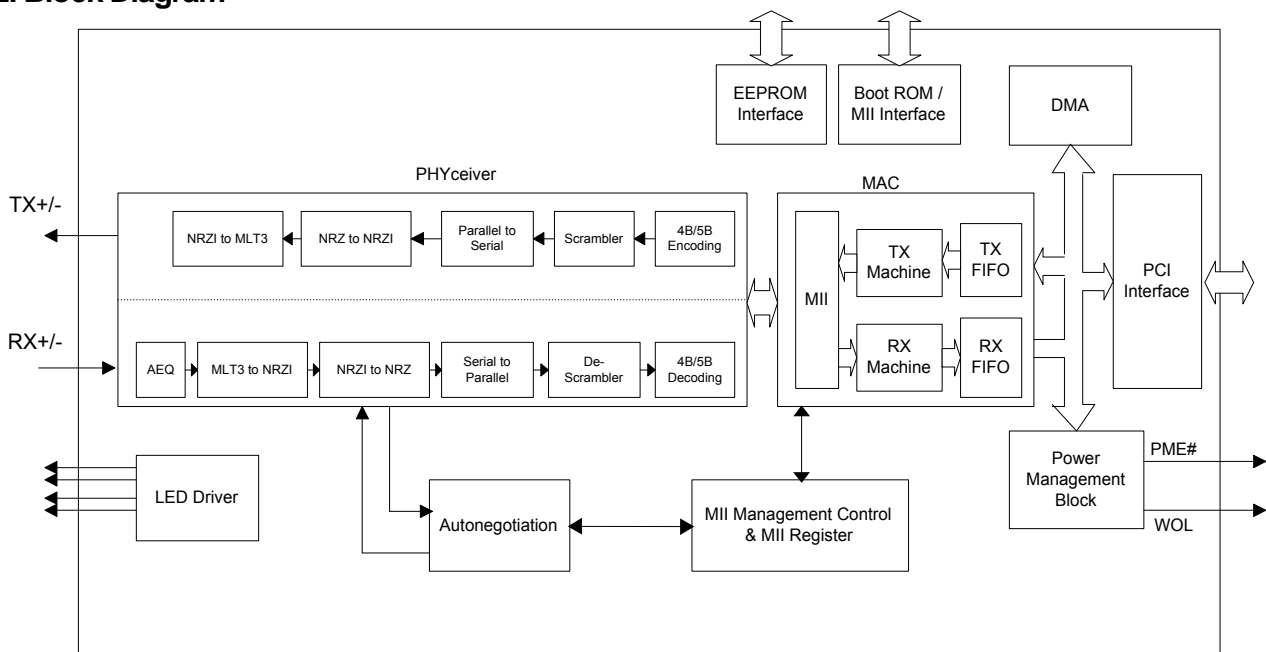 Block Diagram
EEPROM
Interface
Boot ROM /
MII Interface
DMA
PHYceiver
MAC
TX+/-
NRZI to MLT3
NRZ to NRZI
Parallel to
Serial
Scrambler
4B/5B
Encoding
MII
TX
Machine
TX
FIFO
PCI
Interface
RX+/-
AEQ
MLT3 to NRZI
NRZI to NRZ
Serial to
Parallel
De-
Scrambler
4B/5B
Decoding
RX
Machine
RX
FIFO
LED Driver
Autonegotiation
MII Management Control
& MII Register
Power
Management
Block
PME#
WOL